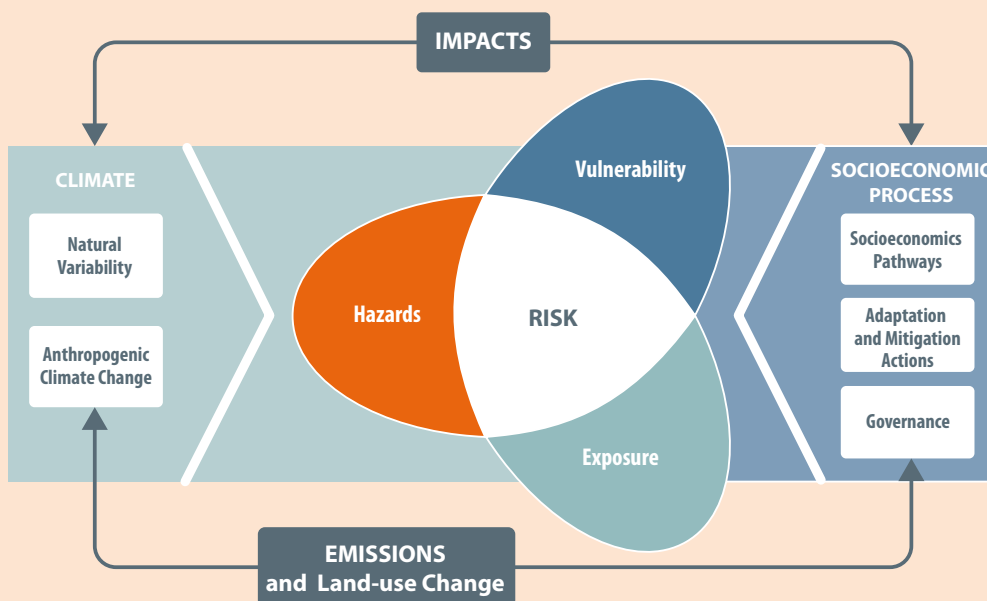 IMPACTS
CLIMATE
Natural
Variability
Anthropogenic
Climate Change
Hazards
RISK
Vulnerability
Exposure
SOCIOECONOMIC
PROCESS
Socioeconomics
Pathways
Adaptation
and Mitigation
Actions
Governance
EMISSIONS
and Land-use Change